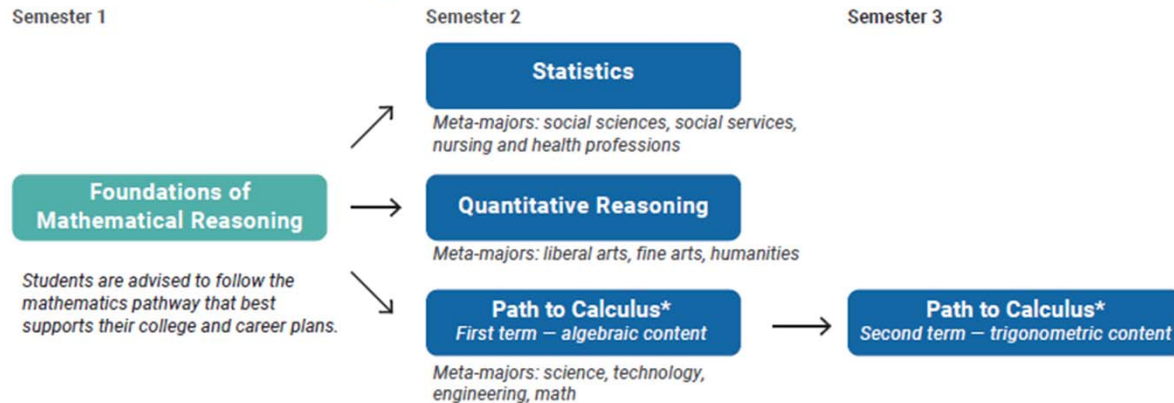 Semester 1
Semester 2
Semester 3
Statistics
Meta-majors: social sciences, social services,
nursing and health professions
Foundations of
Mathematical Reasoning
Students are advised to follow the
mathematics pathway that best
supports their college and career plans.
Quantitative Reasoning
Meta-majors: liberal arts, fine arts, humanities
Path to Calculus*
First term — algebraic content
Meta-majors: science, technology,
engineering, math
Path to Calculus*
Second term — trigonometric content